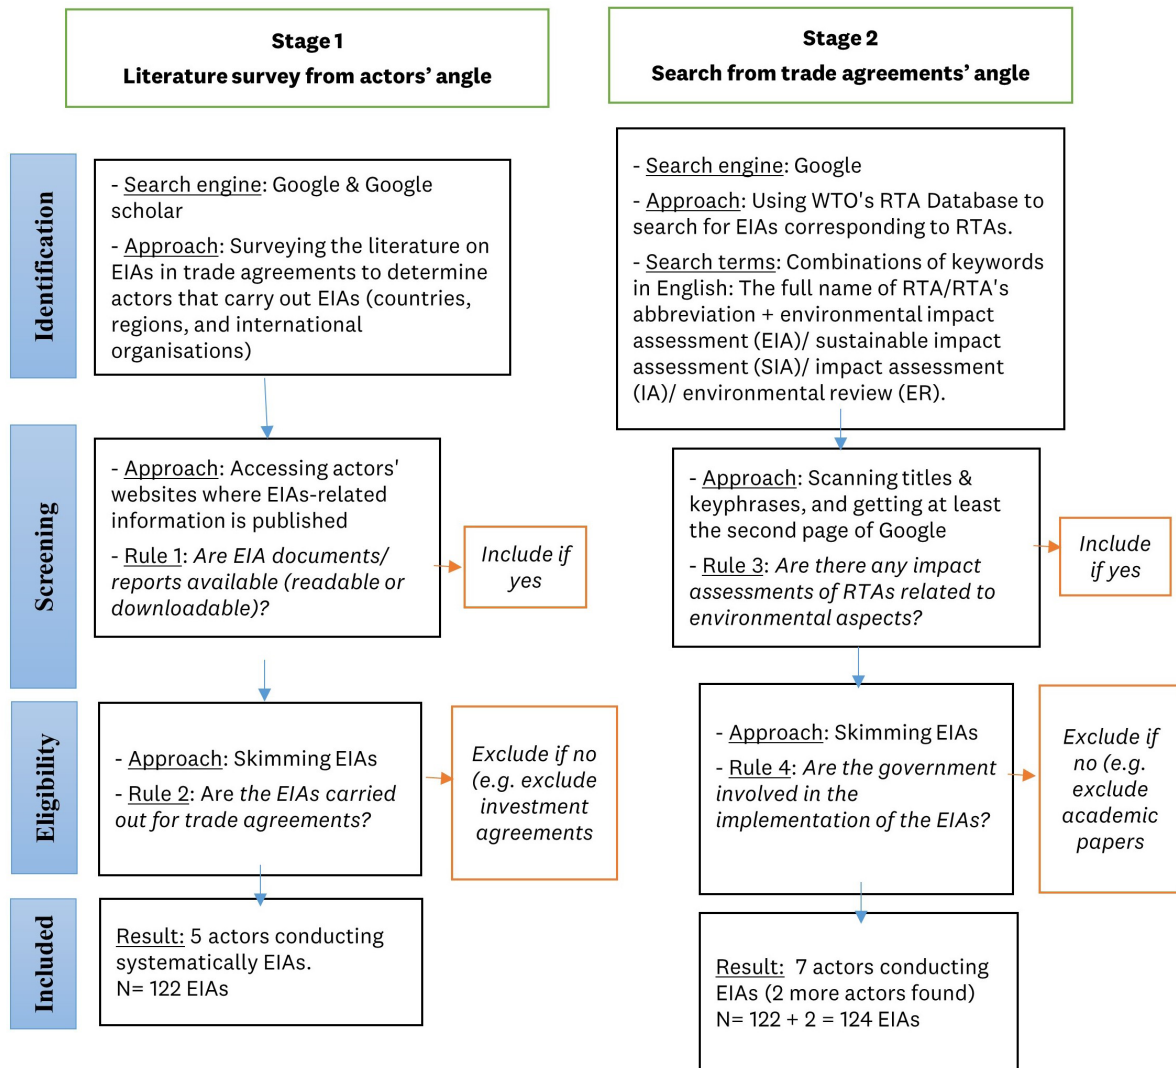 Stage 1
Literature survey from actors' angle
Stage 2
Search from trade agreements' angle
Identification
- Search engine: Google & Google
scholar
- Approach: Surveying the literature on
EIAs in trade agreements to determine
actors that carry out EIAs (countries,
regions, and international
organisations)
- Search engine: Google
- Approach: Using WTO's RTA Database to
search for EIAs corresponding to RTAs.
- Search terms: Combinations of keywords
in English: The full name of RTA/RTA's
abbreviation + environmental impact
assessment (EIA)/ sustainable impact
assessment (SIA)/ impact assessment
(IA)/ environmental review (ER).
Screening
- Approach: Accessing actors'
websites where EIAs-related
information is published
- Rule 1: Are EIA documents/
reports available (readable or
downloadable)?
Include if
yes
- Approach: Scanning titles &
keyphrases, and getting at least
the second page of Google
- Rule 3: Are there any impact
assessments of RTAs related to
environmental aspects?
Include
if yes
Eligibility
- Approach: Skimming EIAs
- Rule 2: Are the EIAs carried
out for trade agreements?
Exclude if no
(e.g. exclude
investment
agreements
- Approach: Skimming EIAs
- Rule 4: Are the government
involved in the
implementation of the EIAs?
Exclude if
no (e.g.
exclude
academic
papers
Included
Result: 5 actors conducting
systematically EIAs.
N= 122 EIAs
Result: 7 actors conducting
EIAs (2 more actors found)
N= 122 + 2 = 124 EIAs